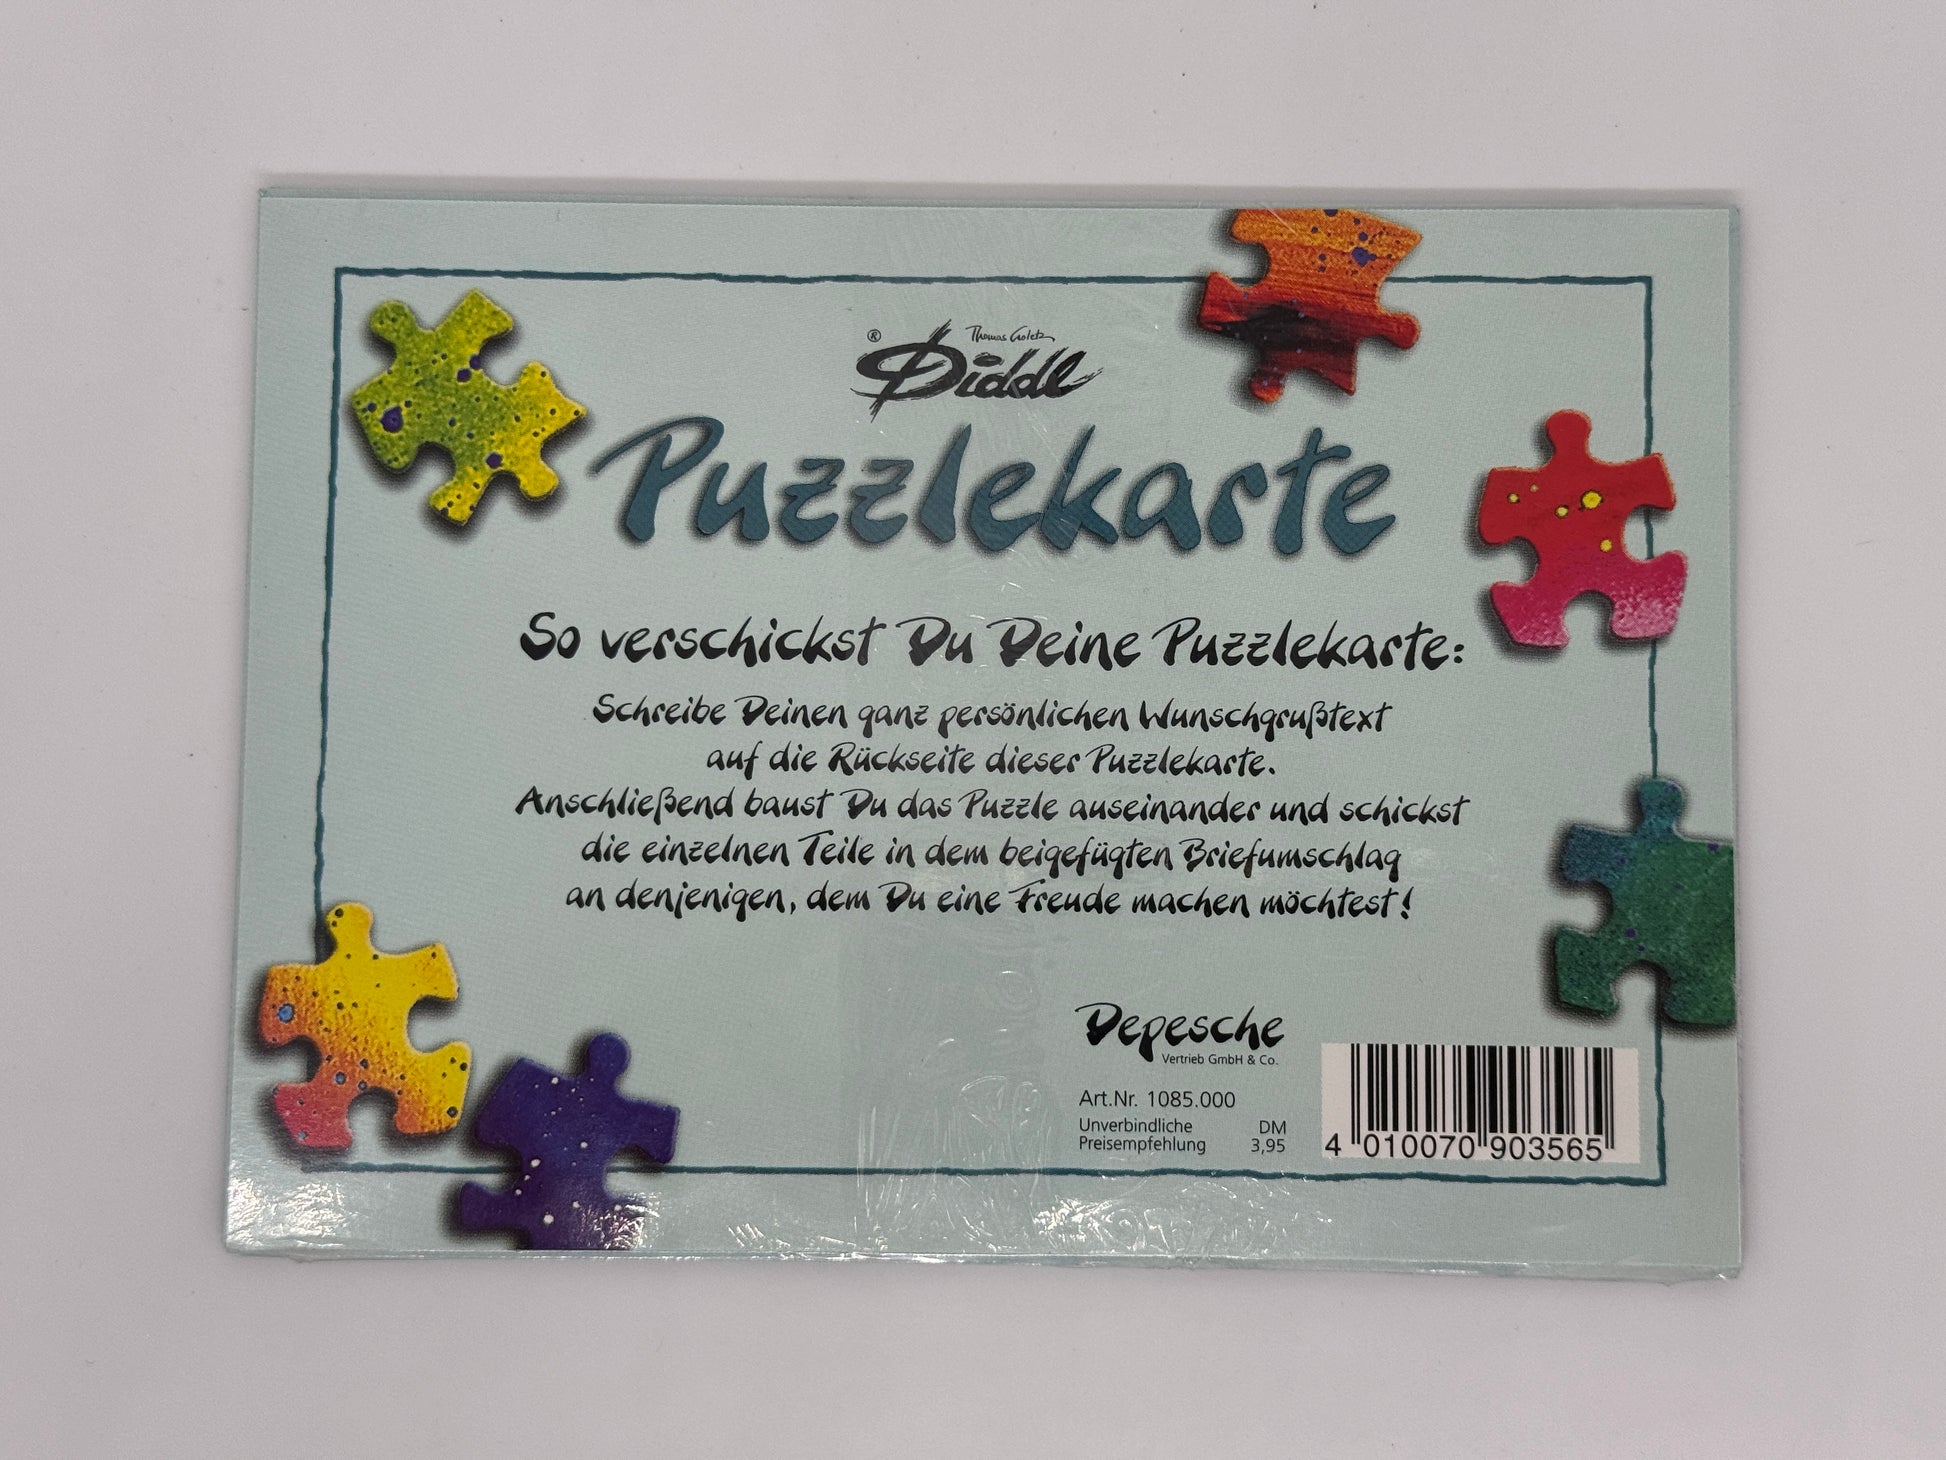 ®
Thomas Goletz
Diddl
Puzzlekarte
So verschickst Du Deine Puzzlekarte:
Schreibe Deinen ganz persönlichen Wunschgrußtext
auf die Rückseite dieser Puzzlekarte.
Anschließend baust Du das Puzzle auseinander und schickst
die einzelnen Teile in dem beigefügten Briefumschlag
an denjenigen, dem Du eine Freude machen möchtest!
Depesche
Vertrieb GmbH & Co.
Art.Nr. 1085.000
Unverbindliche DM
Preisempfehlung 3,95
4 010070 903565